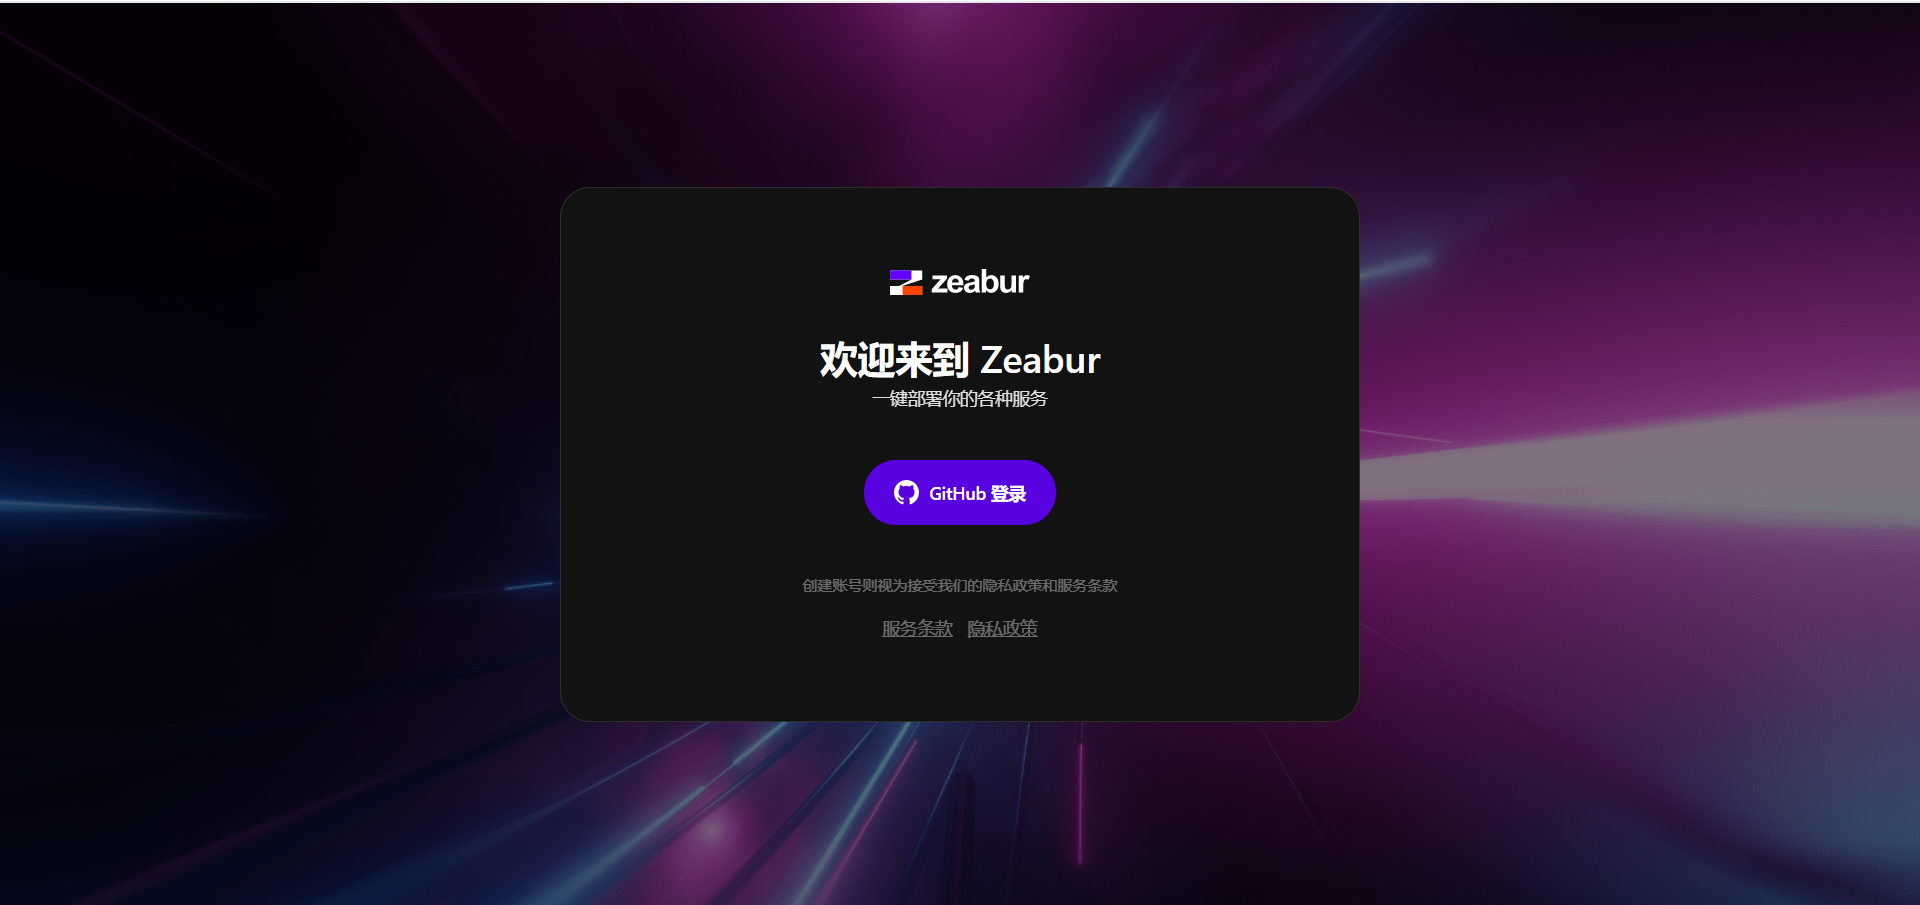 zeabur
欢迎来到 Zeabur
一键部署你的各种服务
GitHub 登录
创建账号则视为接受我们的隐私政策和服务条款
服务条款 隐私政策